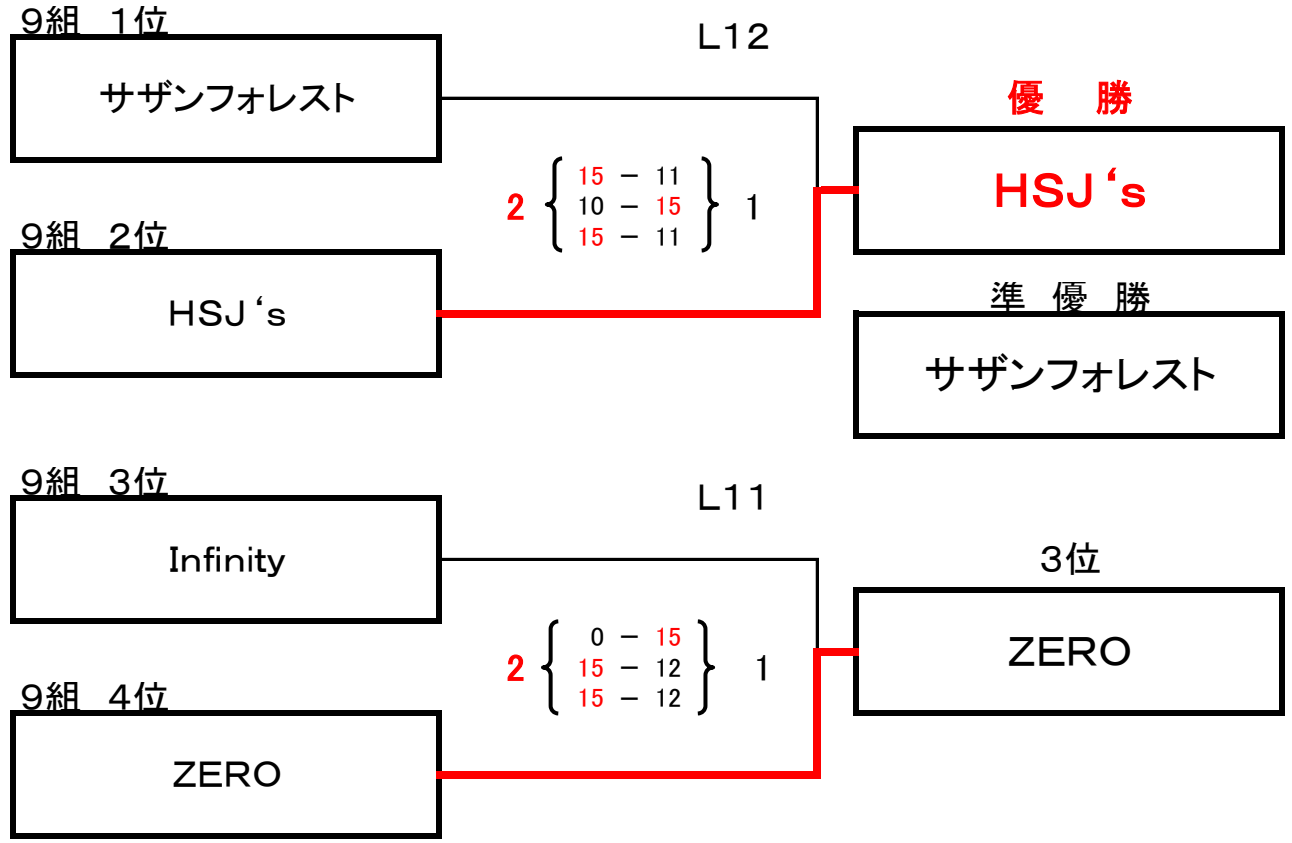 9組　1位
サザンフォレスト
L12
優　勝
HSJ‘s
2 { 15 － 11 } 1
10 － 15
15 － 11
9組　2位
HSJ‘s
準 優 勝
サザンフォレスト
9組　3位
Infinity
L11
3位
ZERO
2 { 0 － 15 } 1
15 － 12
15 － 12
9組　4位
ZERO